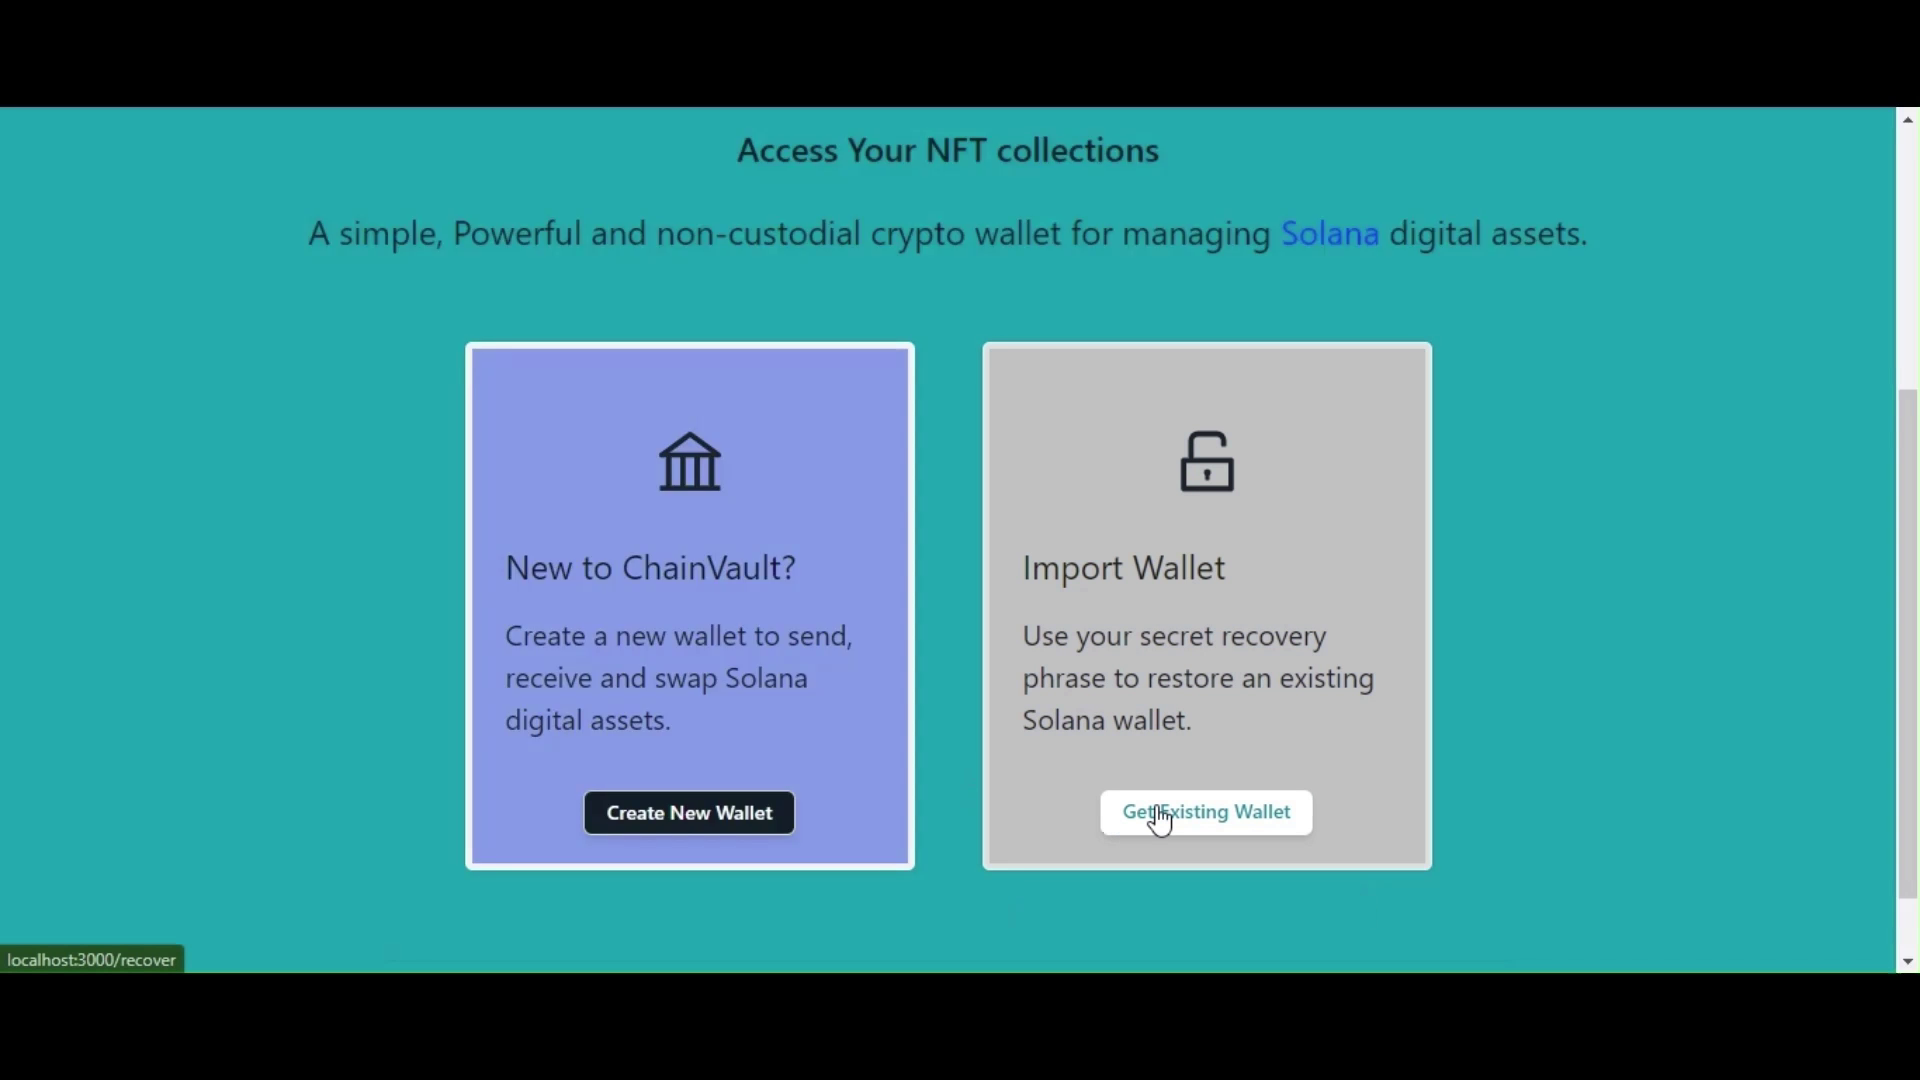 Access Your NFT collections
A simple, Powerful and non-custodial crypto wallet for managing Solana digital assets.
New to ChainVault?
Create a new wallet to send,
receive and swap Solana
digital assets.
Create New Wallet
Import Wallet
Use your secret recovery
phrase to restore an existing
Solana wallet.
Get Existing Wallet
localhost:3000/recover